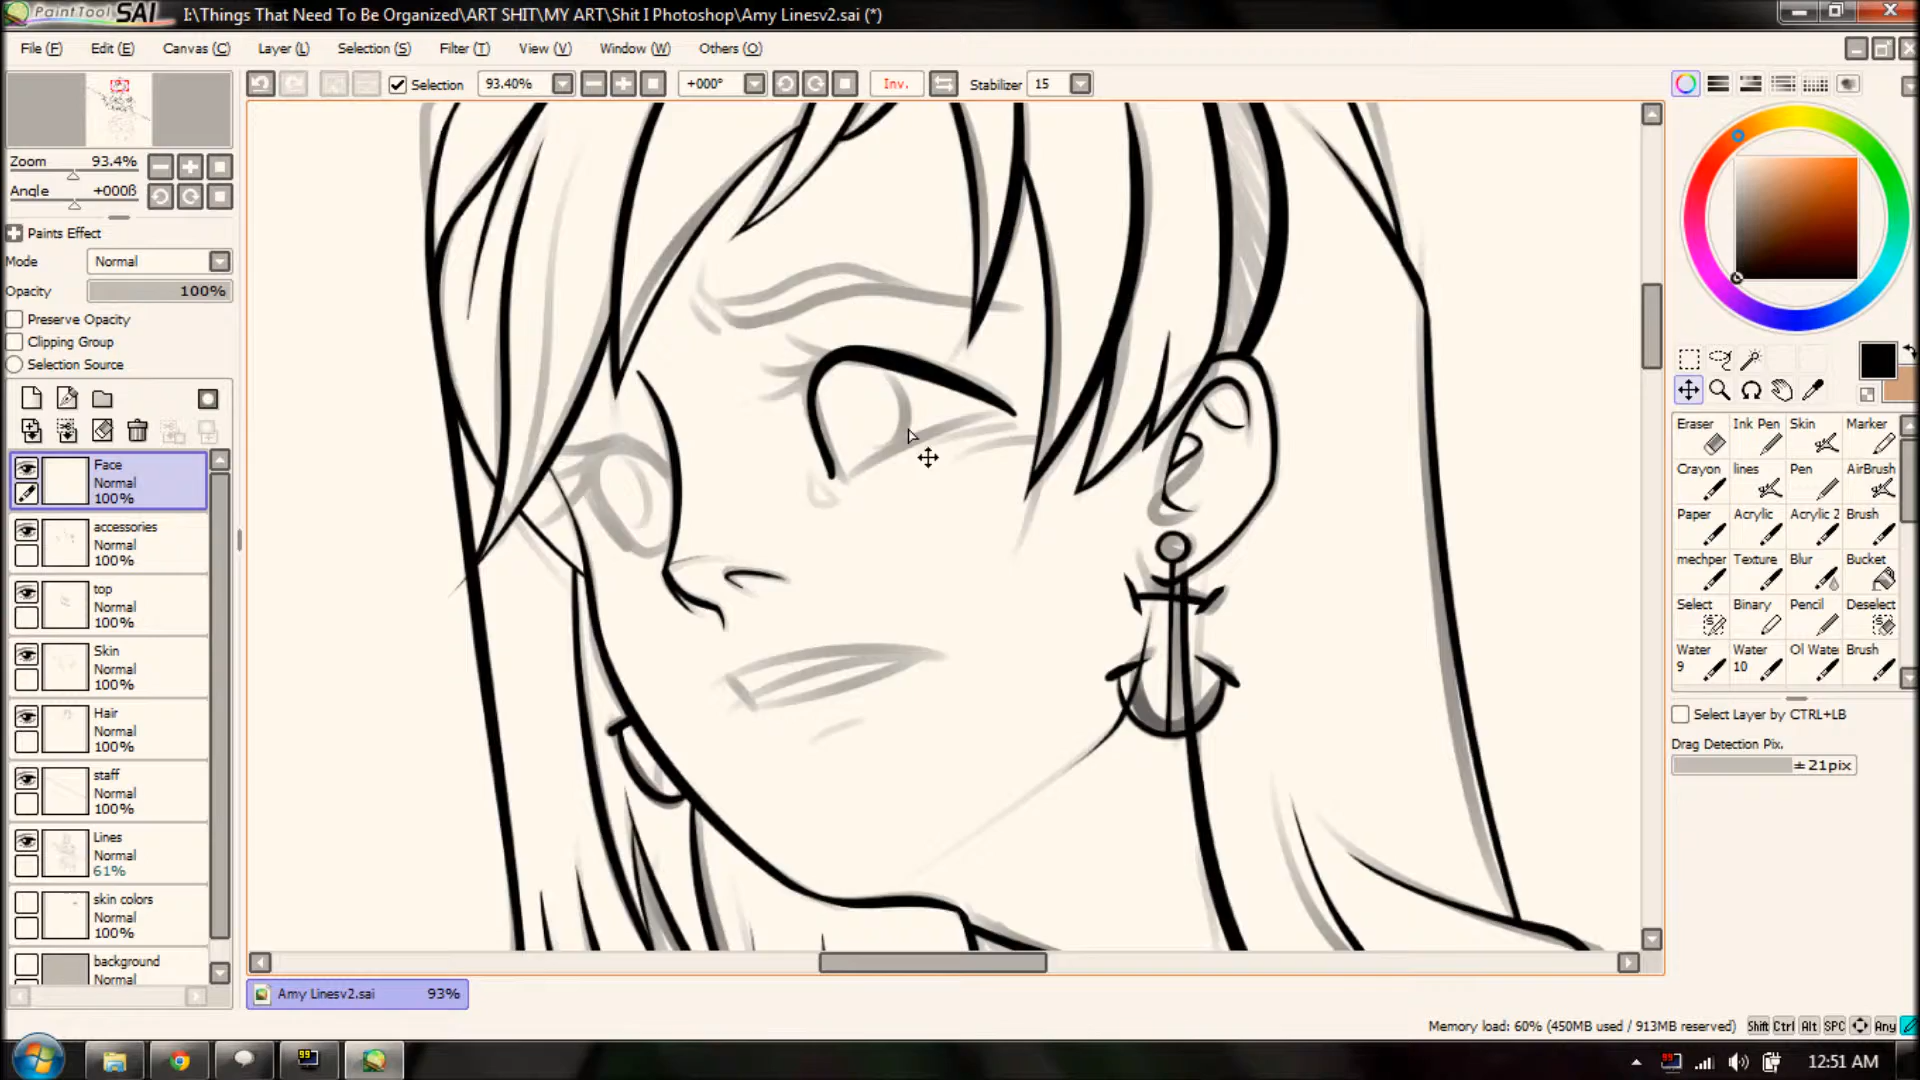 PaintTool SAI I:\Things That Need To Be Organized\ART SHIT\MY ART\Shit I Photoshop\Amy Linesv2.sai (*)
File (F) Edit (E) Canvas (C) Layer (L) Selection (S) Filter (T) View (V) Window (W) Others (O)
Selection 93.40% +000° Inv. Stabilizer 15
Zoom 93.4%
Angle +000ß
Paints Effect
Mode Normal
Opacity 100%
Preserve Opacity
Clipping Group
Selection Source
Face
Normal
100%
accessories
Normal
100%
top
Normal
100%
Skin
Normal
100%
Hair
Normal
100%
staff
Normal
100%
Lines
Normal
61%
skin colors
Normal
100%
background
Normal
Eraser Ink Pen Skin Marker
Crayon lines Pen AirBrush
Paper Acrylic Acrylic 2 Brush
mechper Texture Blur Bucket
Select Binary Pencil Deselect
Water 9 Water 10 Ol Wate Brush
Select Layer by CTRL+LB
Drag Detection Pix.
±21pix
Amy Linesv2.sai 93%
Memory load: 60% (450MB used / 913MB reserved) Shift Ctrl Alt SPC Any
99 99 12:51 AM